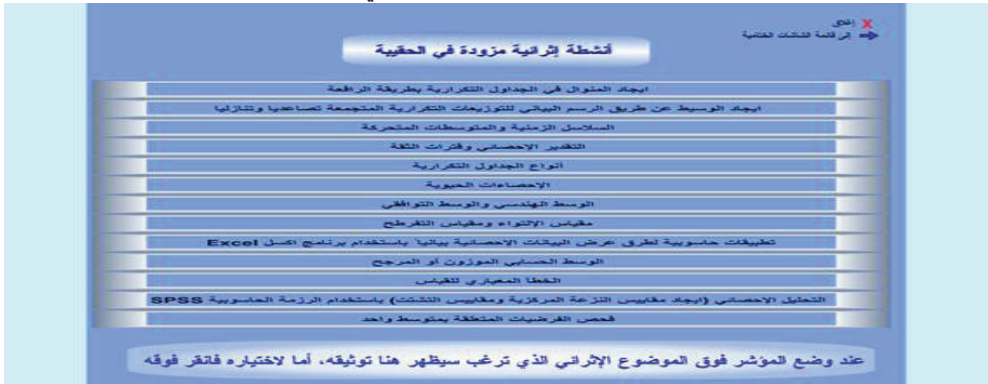 إغلاق
إلى قائمة الشاشات الختامية
أنشطة إثرائية مزودة في الحقيبة
ايجاد المنوال في الجداول التكرارية بطريقة الرافعة
ايجاد الوسيط عن طريق الرسم البياني للتوزيعات التكرارية المتجمعة تصاعديا وتنازليا
السلاسل الزمنية والمتوسطات المتحركة
التقدير الاحصائي وفترات الثقة
أنواع الجداول التكرارية
الإحصاءات الحيوية
الوسط الهندسي والوسط التوافقي
مقياس الإلتواء ومقياس التفرطح
تطبيقات حاسوبية لطرق عرض البيانات الاحصائية بيانيا باستخدام برنامج اكسل Excel
الوسط الحسابي الموزون أو المرجح
الخطا المعياري للقياس
التحليل الاحصائي (ايجاد مقاييس النزعة المركزية ومقاييس التشتت) باستخدام الرزمة الحاسوبية SPSS
فحص الفرضيات المتعلقة بمتوسط واحد
عند وضع المؤشر فوق الموضوع الإثرائي الذي ترغب سيظهر هنا توثيقه، أما لاختياره فانقر فوقه